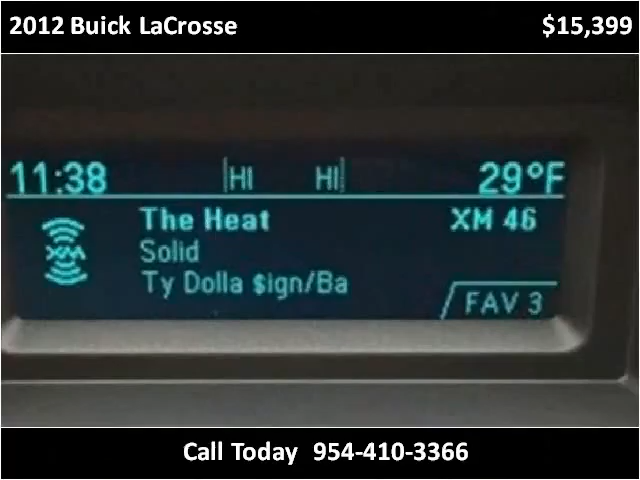 2012 Buick LaCrosse $15,399
11:38 HI HI 29°F
The Heat XM 46
XM Solid
Ty Dolla $ign/Ba
FAV 3
Call Today 954-410-3366